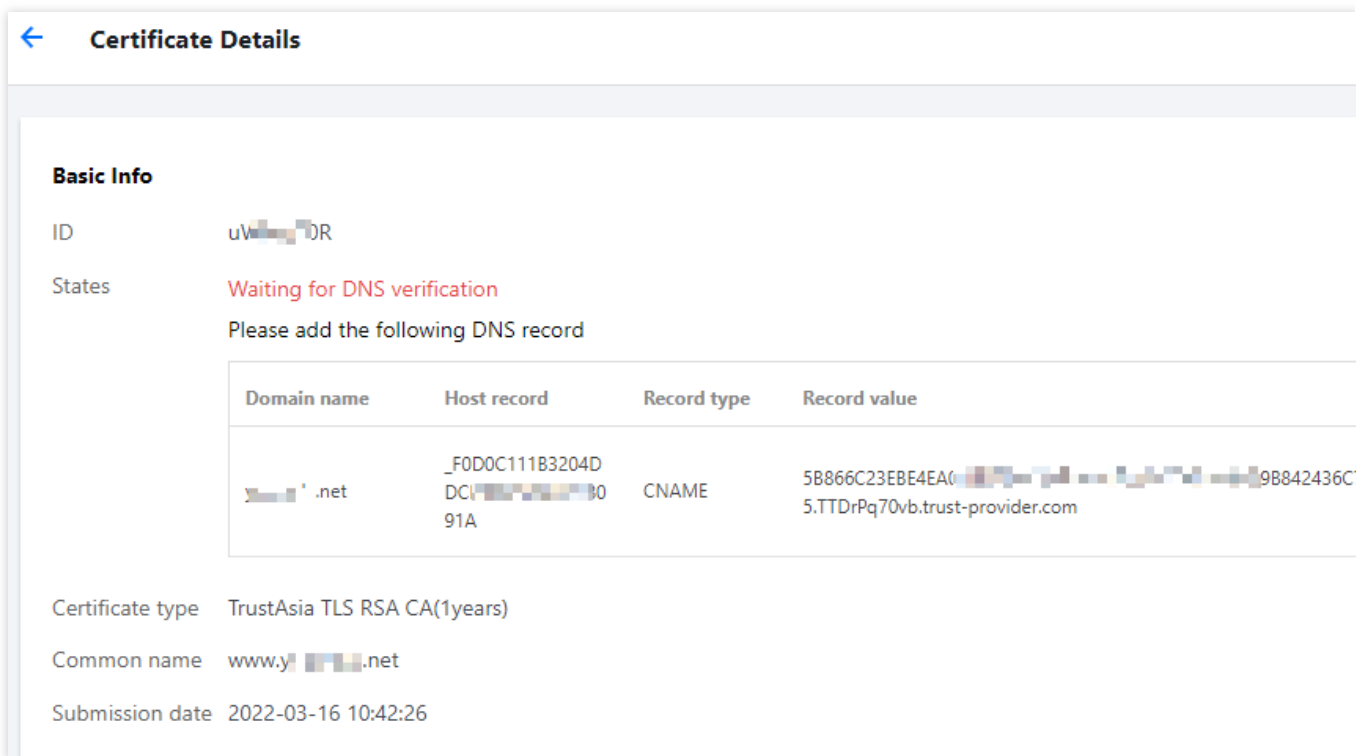 Certificate Details
Basic Info
ID
States
Waiting for DNS verification
Please add the following DNS record
Domain name Host record Record type Record value
_F0D0C111B3204D
.net CNAME
91A
5.TTDrPq70vb.trust-provider.com
Certificate type TrustAsia TLS RSA CA(1years)
Common name
Submission date 2022-03-16 10:42:26